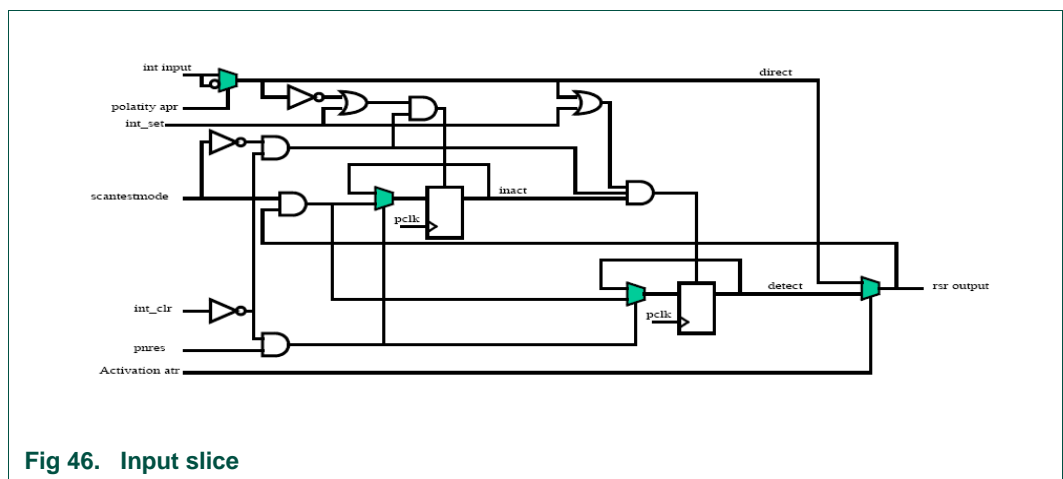 int input
direct
polatity apr
int_set
scantestmode
inact
pclk
int_clr
detect
rsr output
pclk
pnres
Activation atr
Fig 46. Input slice